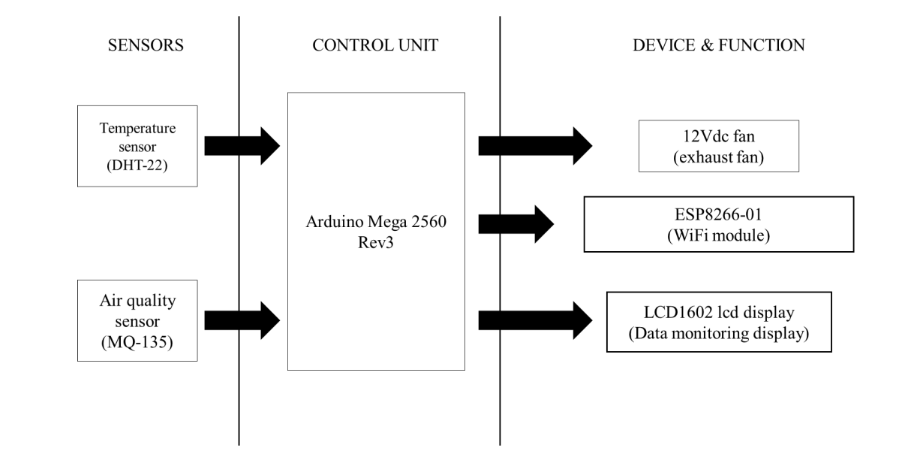 SENSORS
CONTROL UNIT
DEVICE & FUNCTION
Temperature
sensor
(DHT-22)
Air quality
sensor
(MQ-135)
Arduino Mega 2560
Rev3
12Vdc fan
(exhaust fan)
ESP8266-01
(WiFi module)
LCD1602 lcd display
(Data monitoring display)